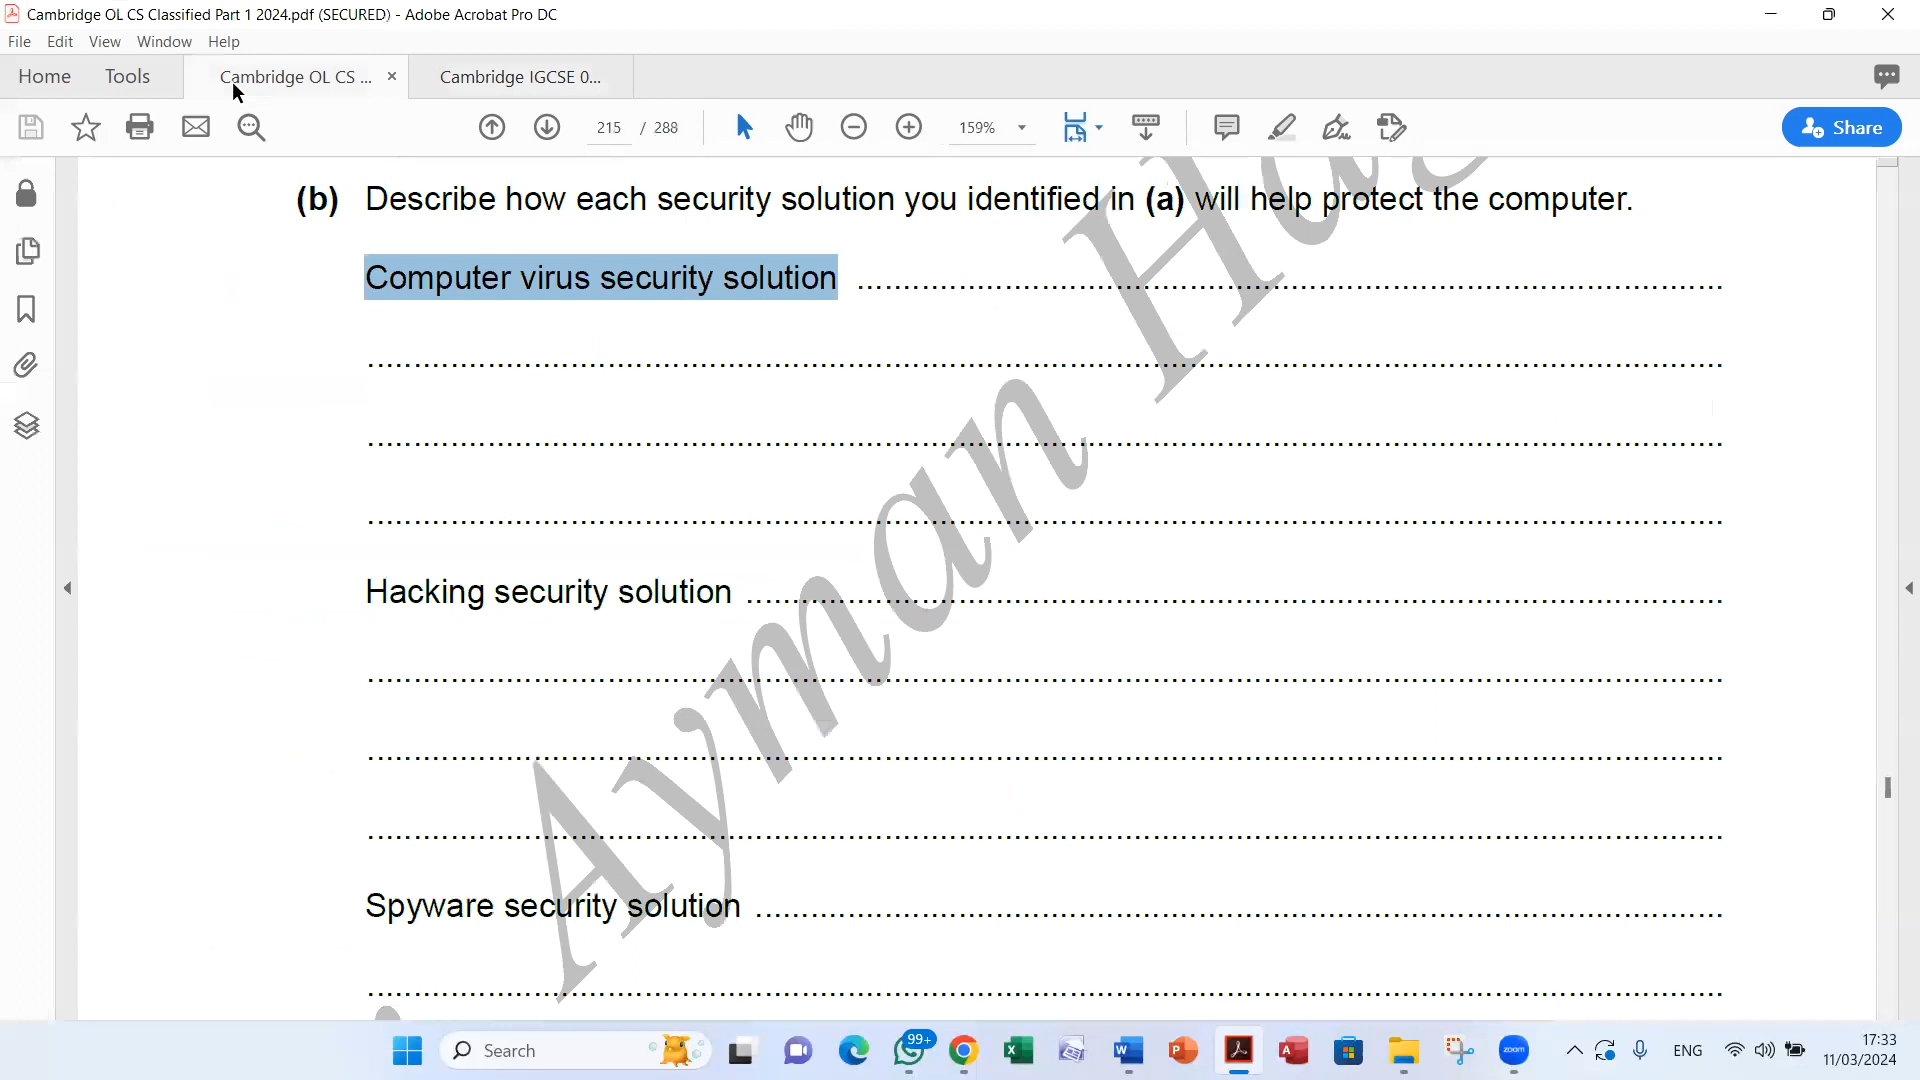 Cambridge OL CS Classified Part 1 2024.pdf (SECURED) - Adobe Acrobat Pro DC
File Edit View Window Help
Home Tools Cambridge OL CS ... × Cambridge IGCSE 0...
215 / 288 159% Share
(b) Describe how each security solution you identified in (a) will help protect the computer.
Computer virus security solution ..........
..........
..........
..........
Hacking security solution ..........
..........
..........
..........
Spyware security solution ..........
..........
Ayman
Search 99+ zoom ENG 17:33
11/03/2024